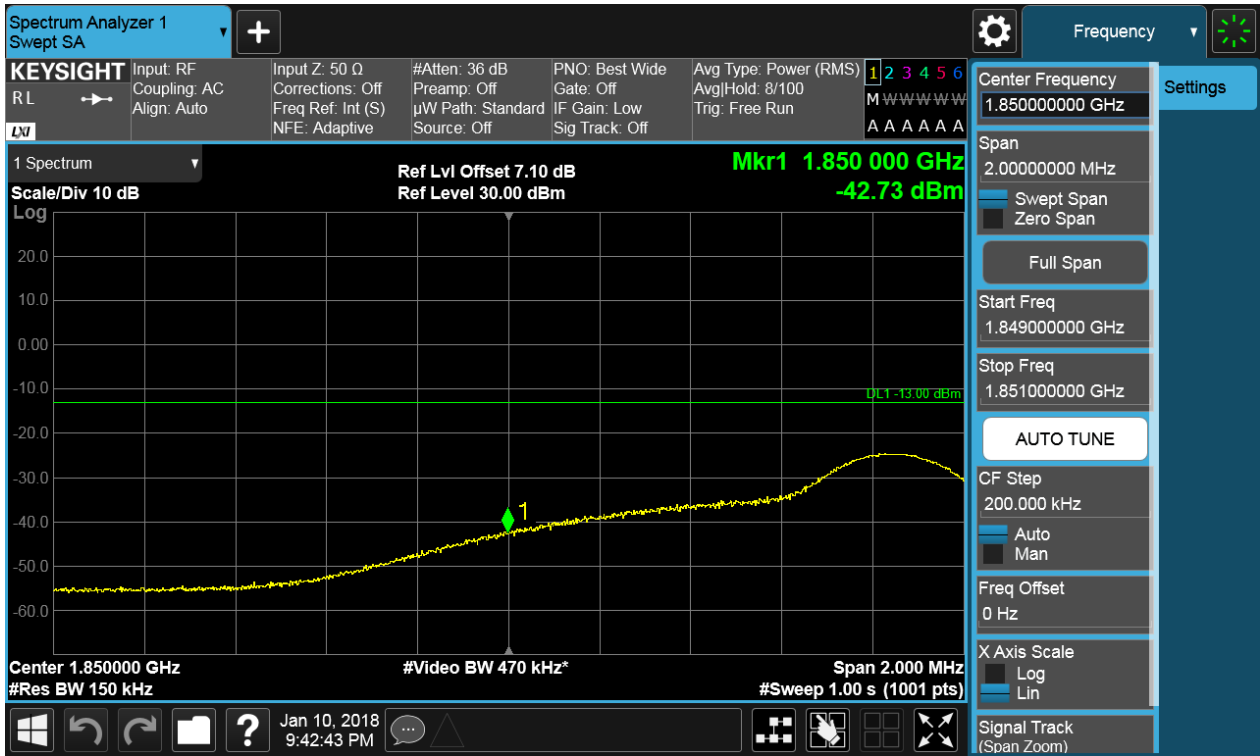 Spectrum Analyzer 1
Swept SA
+
Frequency
KEYSIGHT
RL
LXI
Input: RF
Coupling: AC
Align: Auto
Input Z: 50 Ω
Corrections: Off
Freq Ref: Int (S)
NFE: Adaptive
#Atten: 36 dB
Preamp: Off
µW Path: Standard
Source: Off
PNO: Best Wide
Gate: Off
IF Gain: Low
Sig Track: Off
Avg Type: Power (RMS)
Avg|Hold: 8/100
Trig: Free Run
1 2 3 4 5 6
M W W W W W
A A A A A A
1 Spectrum
Scale/Div 10 dB
Log
Ref Lvl Offset 7.10 dB
Ref Level 30.00 dBm
Mkr1 1.850 000 GHz
-42.73 dBm
20.0
10.0
0.00
-10.0
-20.0
-30.0
-40.0
-50.0
-60.0
DL1 -13.00 dBm
1
Center 1.850000 GHz
#Res BW 150 kHz
#Video BW 470 kHz*
Span 2.000 MHz
#Sweep 1.00 s (1001 pts)
Center Frequency
1.850000000 GHz
Span
2.00000000 MHz
Swept Span
Zero Span
Full Span
Start Freq
1.849000000 GHz
Stop Freq
1.851000000 GHz
AUTO TUNE
CF Step
200.000 kHz
Auto
Man
Freq Offset
0 Hz
X Axis Scale
Log
Lin
Signal Track
(Span Zoom)
Settings
?
Jan 10, 2018
9:42:43 PM